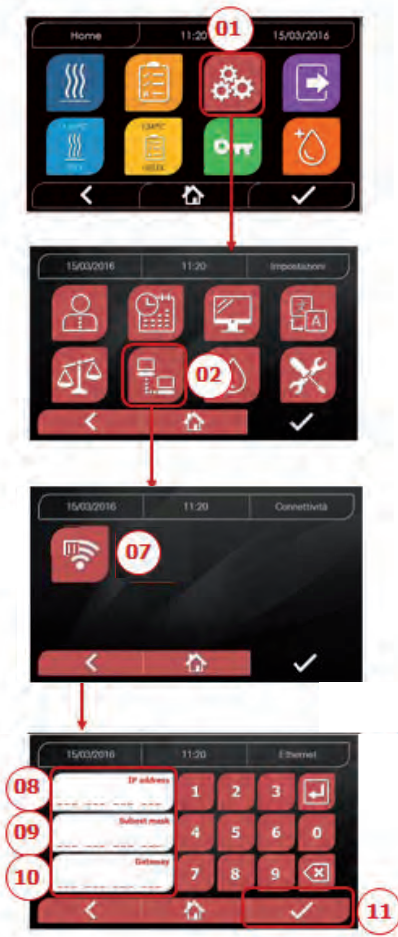 Home 11:20 15/03/2016
01
15/03/2016 11:20 Impostazioni
A
02
15/03/2016 11:20 Connettività
07
15/03/2016 11:20 Ethernet
08 IP address 1 2 3
09 Subnet mask 4 5 6 0
10 Gateway 7 8 9
11